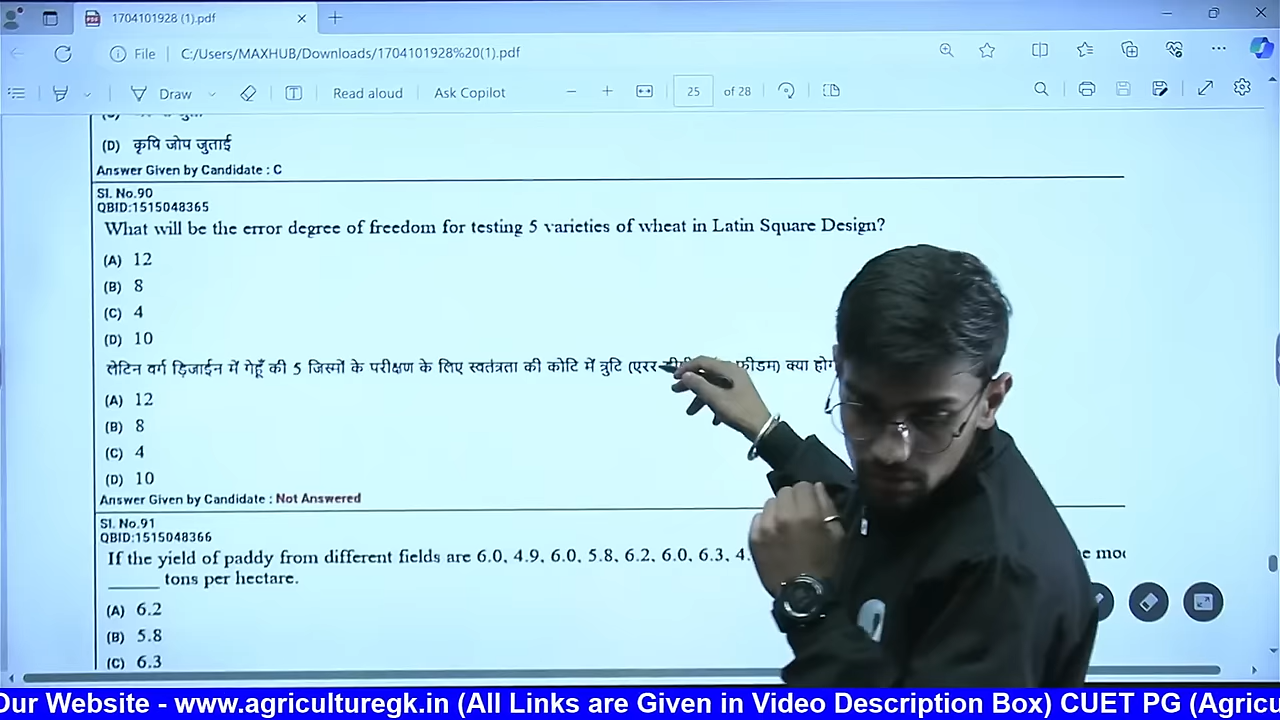 1704101928 (1).pdf
File
C:/Users/MAXHUB/Downloads/1704101928%20(1).pdf
Draw
Read aloud
Ask Copilot
25
of 28
(D) कृषि जोप जुताई
Answer Given by Candidate : C
SI. No.90
QBID:1515048365
What will be the error degree of freedom for testing 5 varieties of wheat in Latin Square Design?
(A) 12
(B) 8
(C) 4
(D) 10
लेटिन वर्ग डिजाईन में गेहूँ की 5 जिस्मों के परीक्षण के लिए स्वतंत्रता की कोटि में त्रुटि (एरर फ्रीडम) क्या
(A) 12
(B) 8
(C) 4
(D) 10
Answer Given by Candidate : Not Answered
SI. No.91
QBID:1515048366
If the yield of paddy from different fields are 6.0, 4.9, 6.0, 5.8, 6.2, 6.0, 6.3,
_____ tons per hectare.
(A) 6.2
(B) 5.8
(C) 6.3
Our Website - www.agriculturegk.in (All Links are Given in Video Description Box) CUET PG